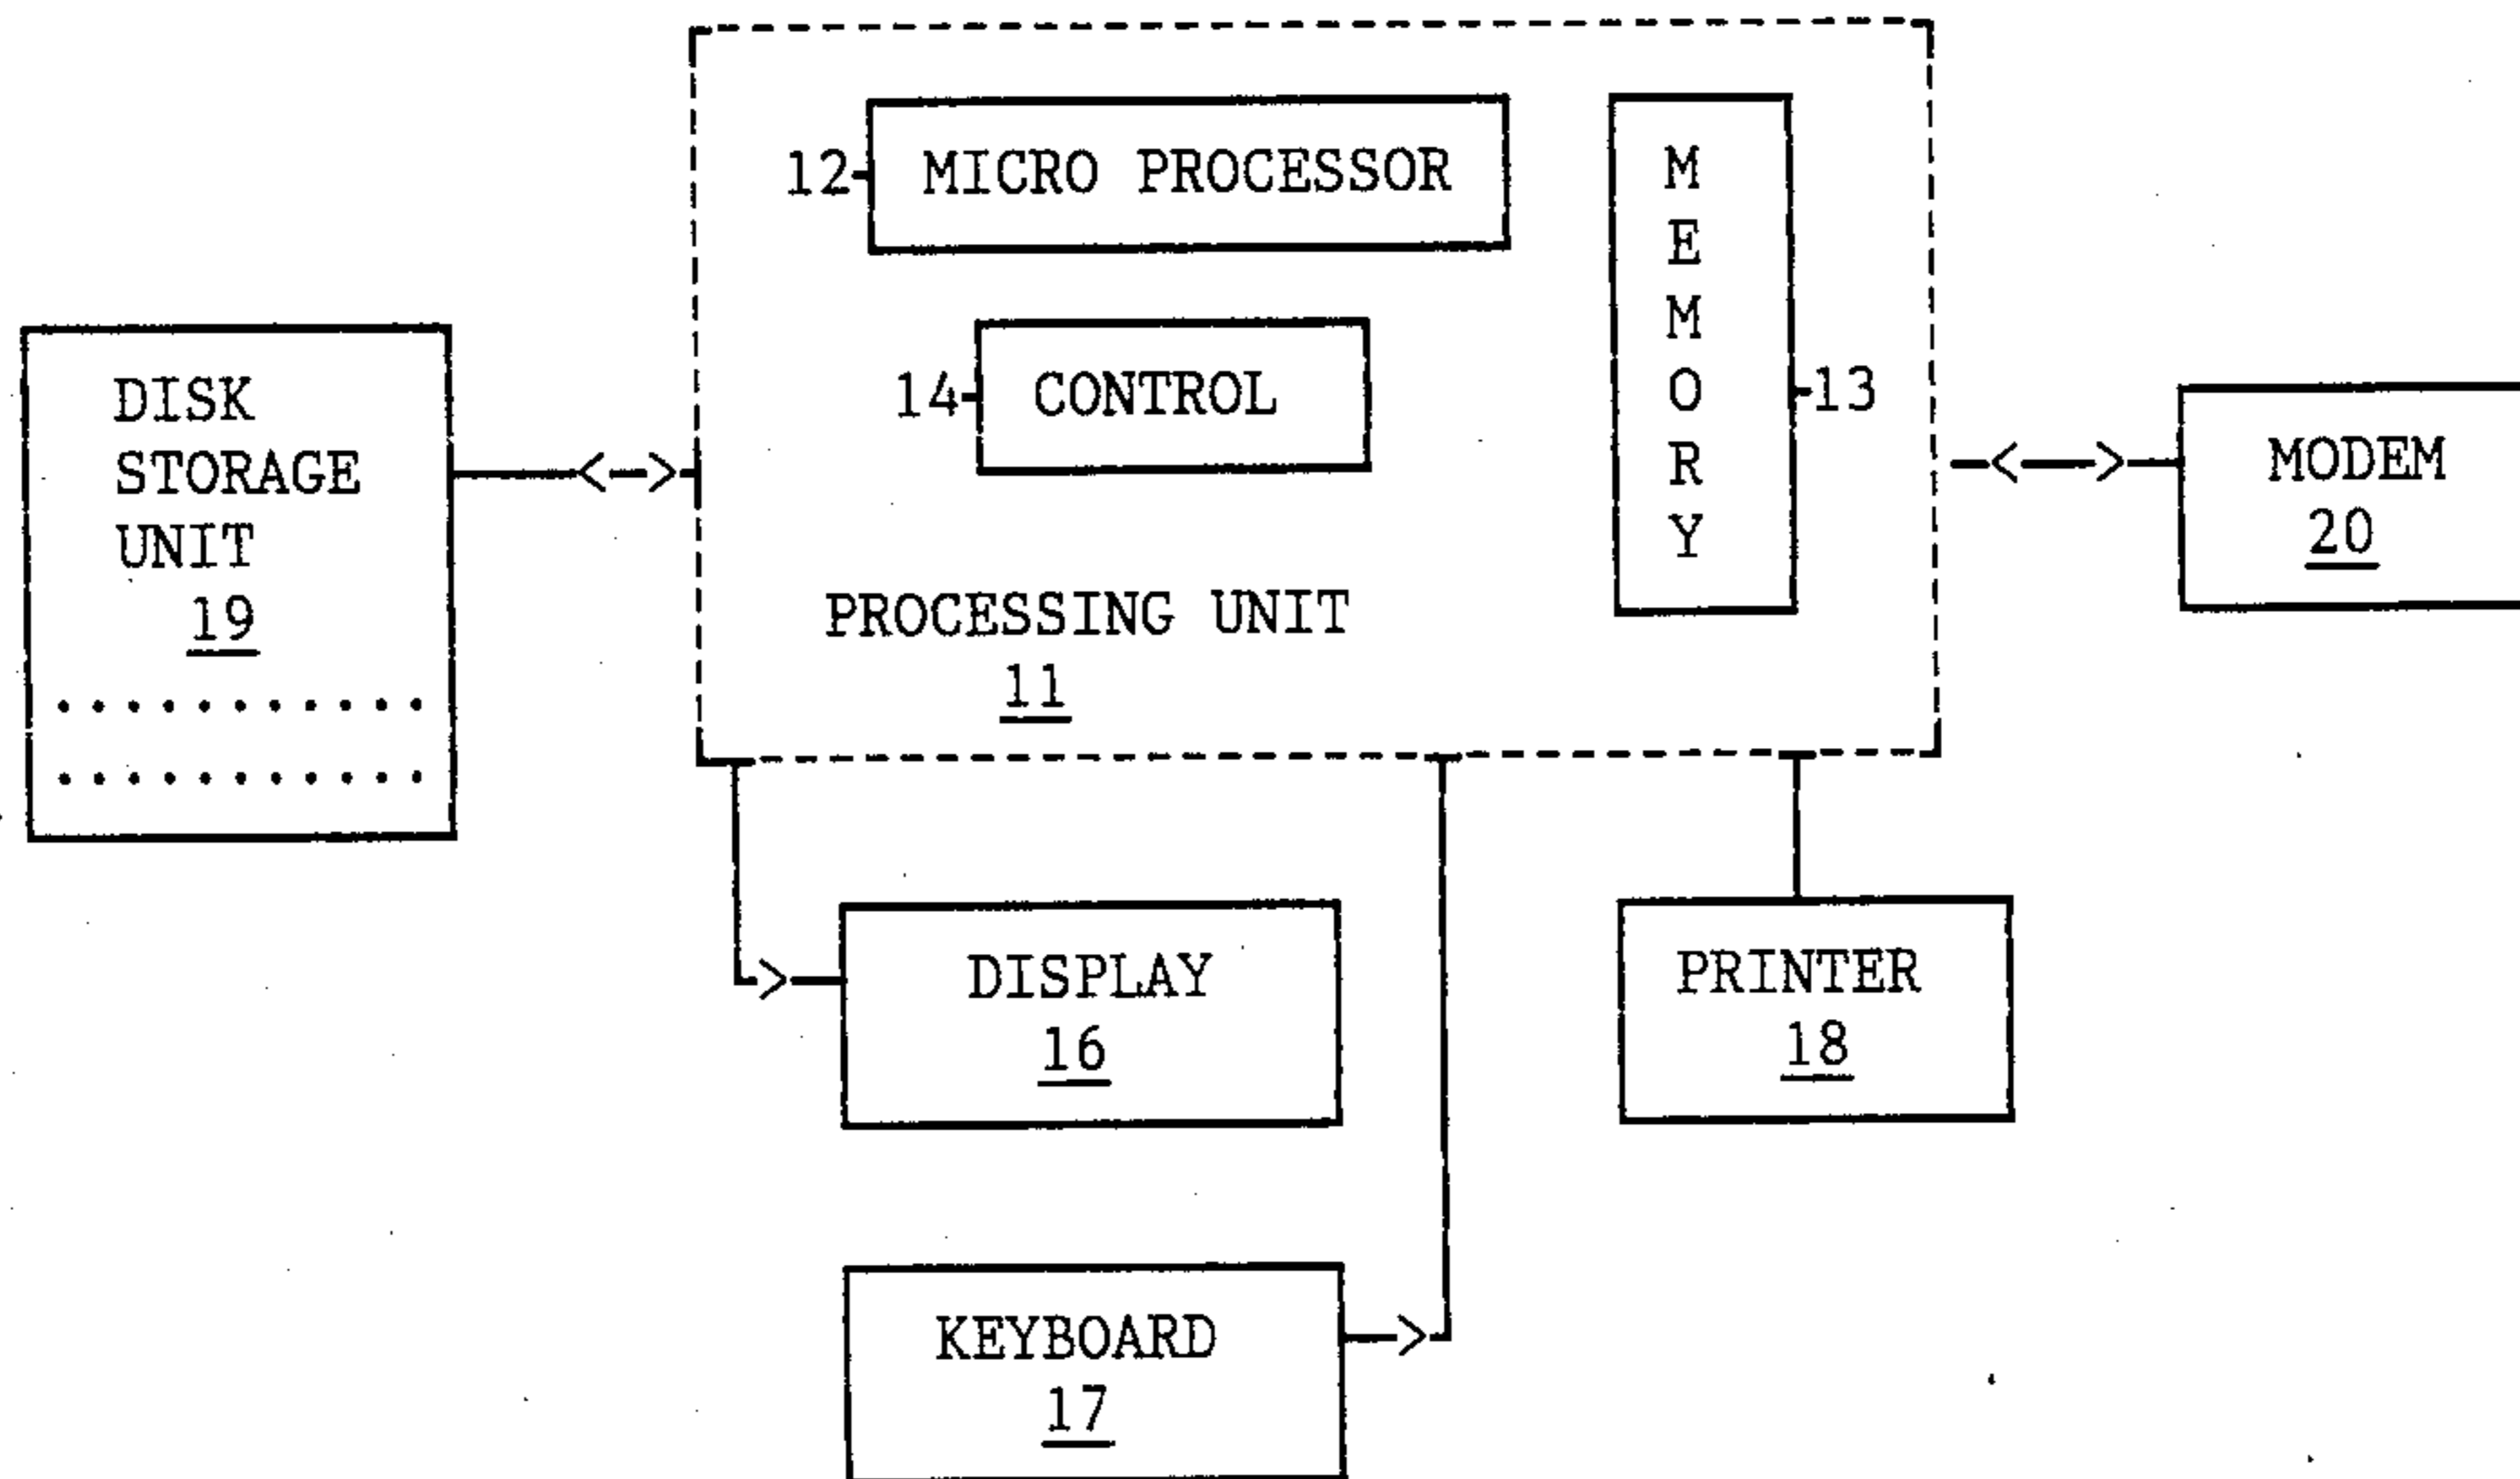 12 MICRO PROCESSOR
MEMORY
13
14 CONTROL
PROCESSING UNIT
11
DISK
STORAGE
UNIT
19
MODEM
20
DISPLAY
16
PRINTER
18
KEYBOARD
17